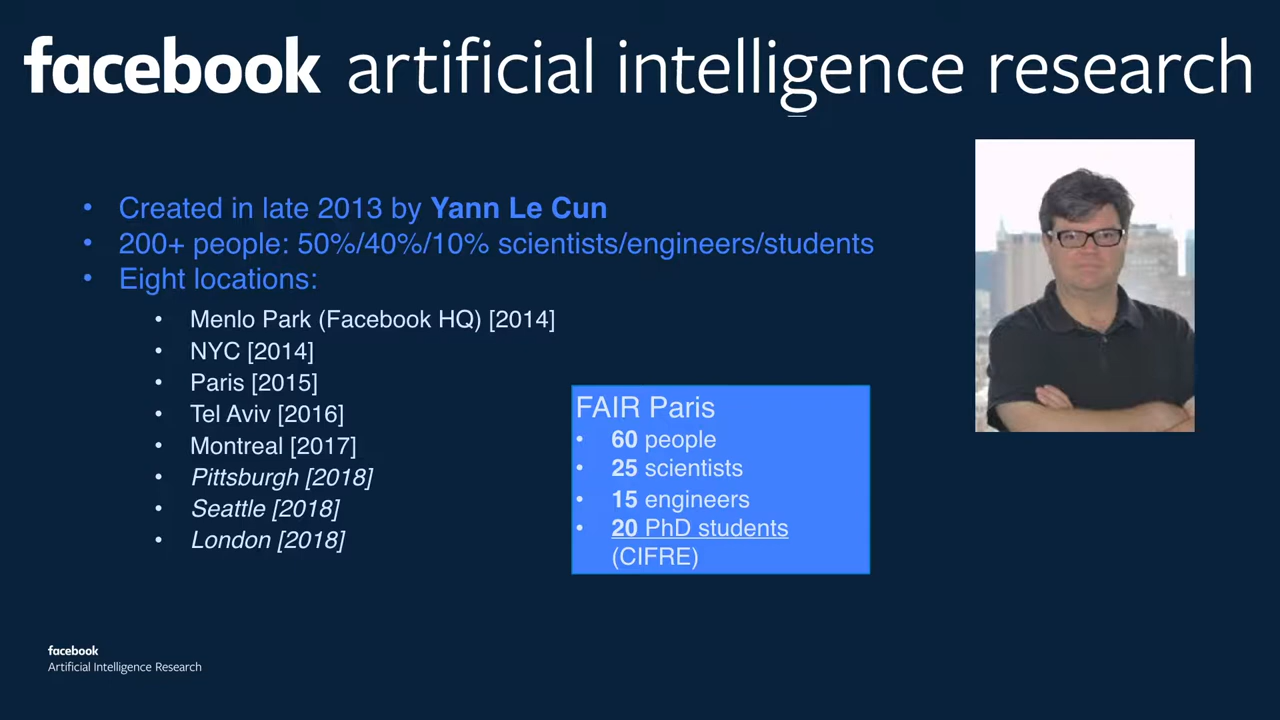 facebook artificial intelligence research
• Created in late 2013 by Yann Le Cun
• 200+ people: 50%/40%/10% scientists/engineers/students
• Eight locations:
• Menlo Park (Facebook HQ) [2014]
• NYC [2014]
• Paris [2015]
• Tel Aviv [2016]
• Montreal [2017]
• Pittsburgh [2018]
• Seattle [2018]
• London [2018]
FAIR Paris
• 60 people
• 25 scientists
• 15 engineers
• 20 PhD students
(CIFRE)
facebook
Artificial Intelligence Research